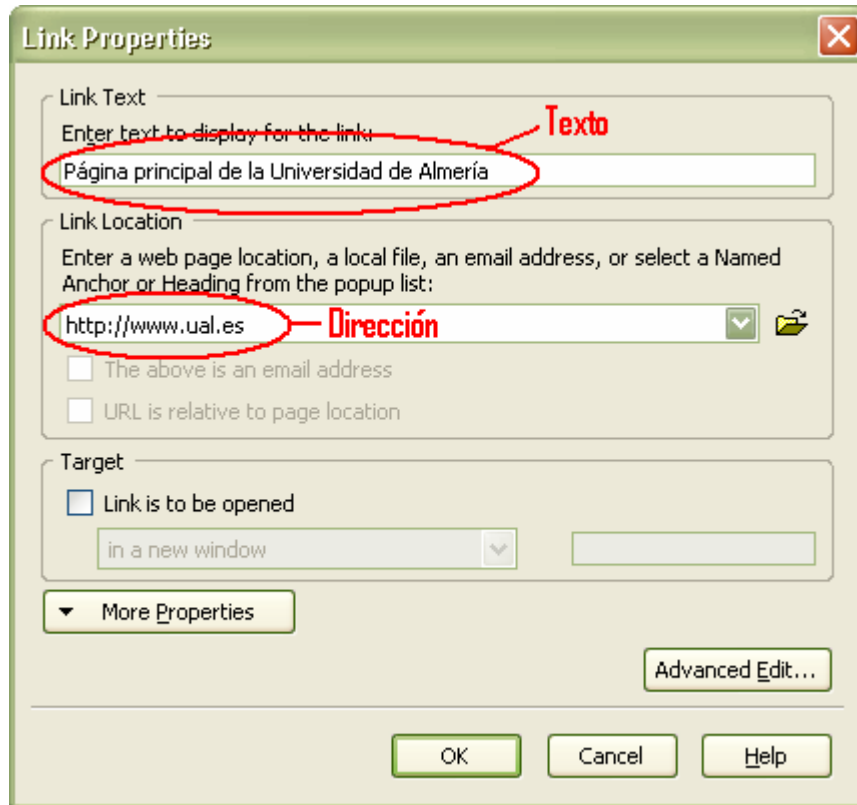 Link Properties
Link Text
Enter text to display for the link:
Texto
Página principal de la Universidad de Almería
Link Location
Enter a web page location, a local file, an email address, or select a Named
Anchor or Heading from the popup list:
http://www.ual.es
Dirección
The above is an email address
URL is relative to page location
Target
Link is to be opened
in a new window
More Properties
Advanced Edit...
OK Cancel Help